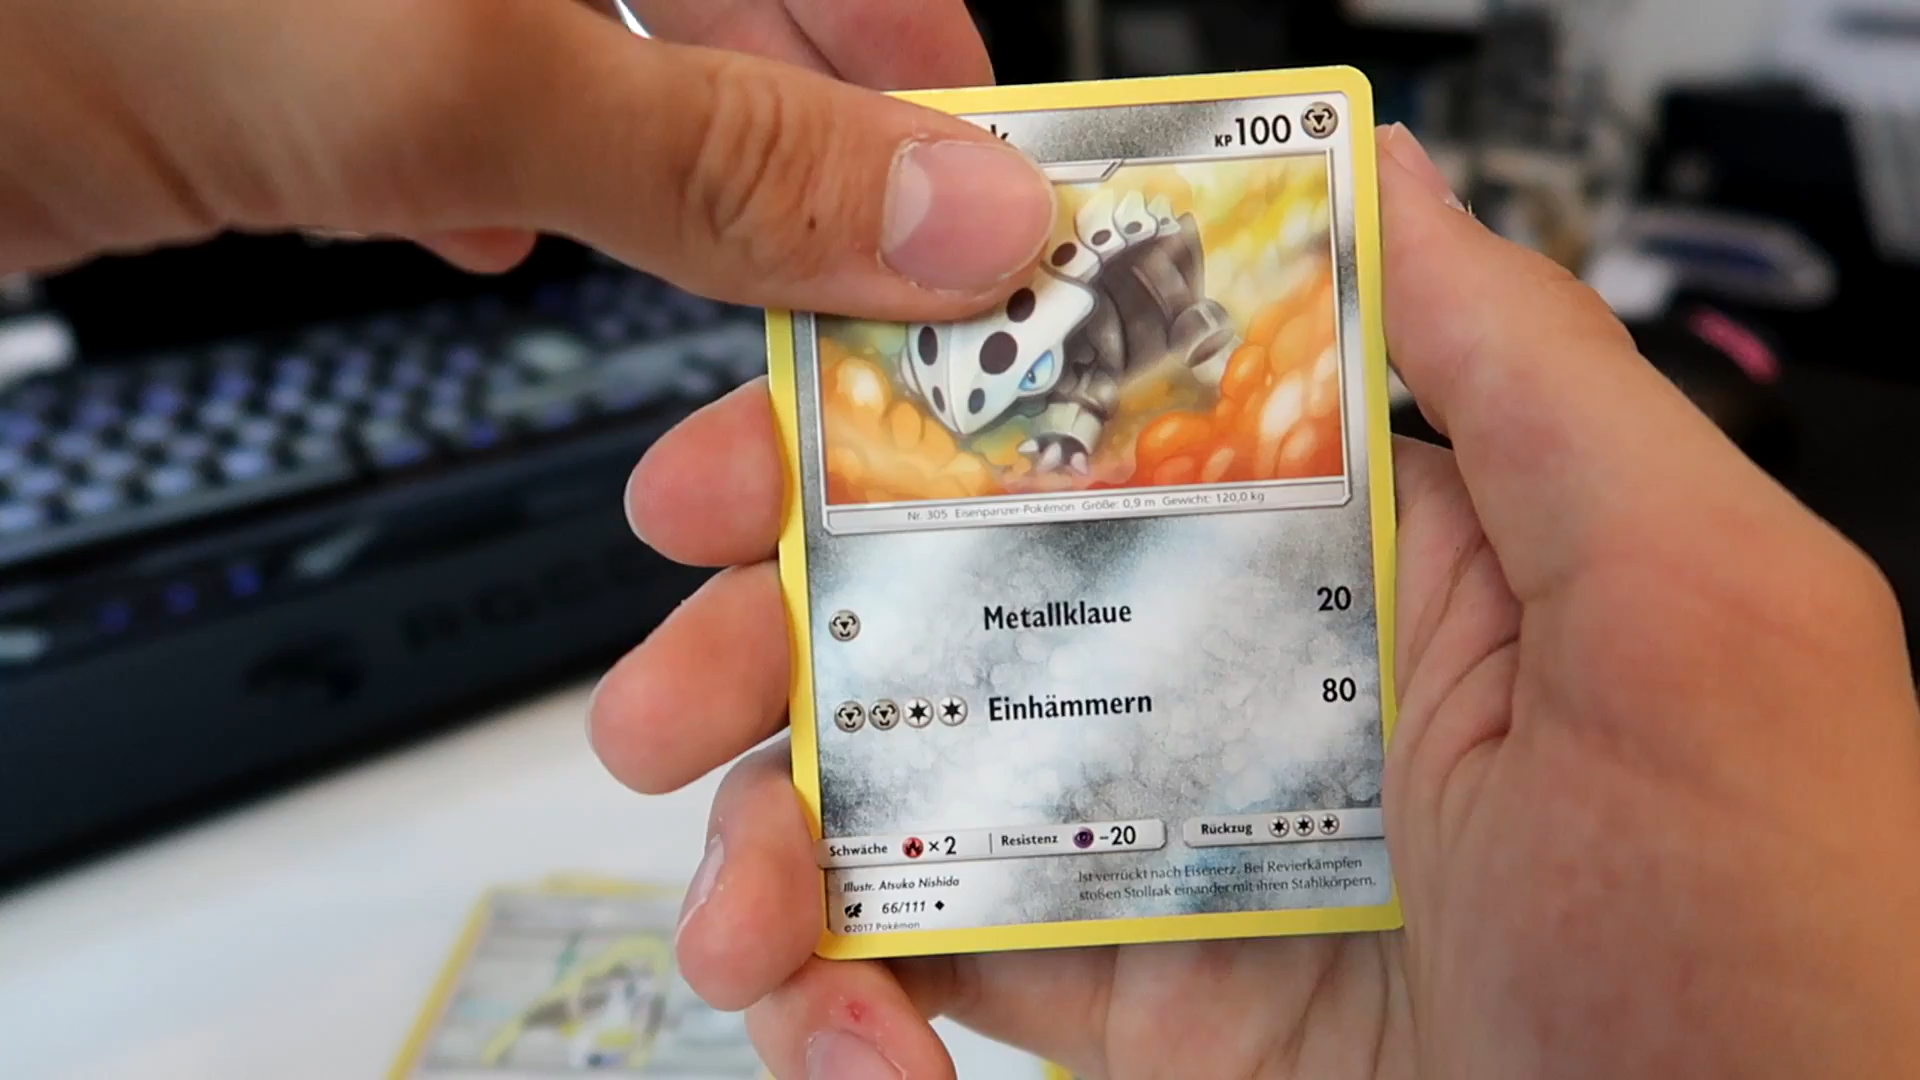 k
KP 100
Nr. 305 Eisenpanzer-Pokémon Größe: 0,9 m Gewicht: 120,0 kg
Metallklaue 20
Einhämmern 80
Schwäche × 2 Resistenz -20 Rückzug
Illustr. Atsuko Nishida
66/111
©2017 Pokémon
Ist verrückt nach Eisenerz. Bei Revierkämpfen
stoßen Stollrak einander mit ihren Stahlkörpern.